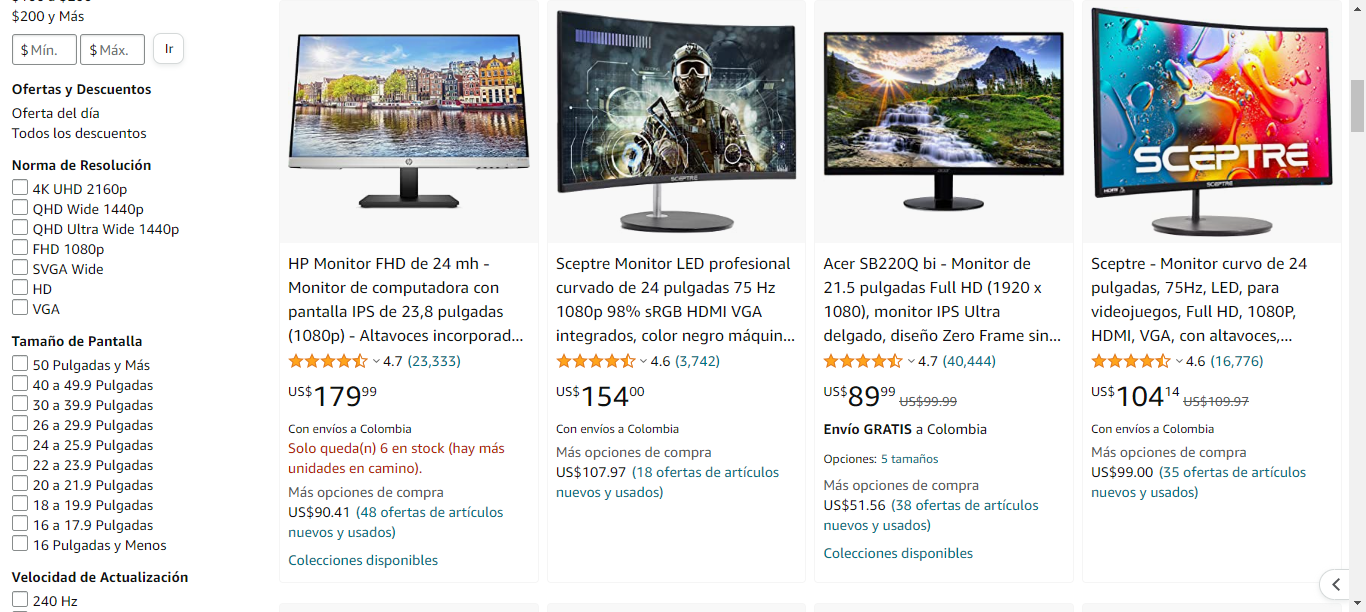 $200 y Más
$ Mín.
$ Máx.
Ir
Ofertas y Descuentos
Oferta del día
Todos los descuentos
Norma de Resolución
4K UHD 2160p
QHD Wide 1440p
QHD Ultra Wide 1440p
FHD 1080p
SVGA Wide
HD
VGA
Tamaño de Pantalla
50 Pulgadas y Más
40 a 49.9 Pulgadas
30 a 39.9 Pulgadas
26 a 29.9 Pulgadas
24 a 25.9 Pulgadas
22 a 23.9 Pulgadas
20 a 21.9 Pulgadas
18 a 19.9 Pulgadas
16 a 17.9 Pulgadas
16 Pulgadas y Menos
Velocidad de Actualización
240 Hz
hp
HP Monitor FHD de 24 mh -
Monitor de computadora con
pantalla IPS de 23,8 pulgadas
(1080p) - Altavoces incorporad...
4.7 (23,333)
US$179.99
Con envíos a Colombia
Solo queda(n) 6 en stock (hay más
unidades en camino).
Más opciones de compra
US$90.41 (48 ofertas de artículos
nuevos y usados)
Colecciones disponibles
SCEPTRE
Sceptre Monitor LED profesional
curvado de 24 pulgadas 75 Hz
1080p 98% sRGB HDMI VGA
integrados, color negro máquin...
4.6 (3,742)
US$154.00
Con envíos a Colombia
Más opciones de compra
US$107.97 (18 ofertas de artículos
nuevos y usados)
acer
Acer SB220Q bi - Monitor de
21.5 pulgadas Full HD (1920 x
1080), monitor IPS Ultra
delgado, diseño Zero Frame sin...
4.7 (40,444)
US$89.99 US$99.99
Envío GRATIS a Colombia
Opciones: 5 tamaños
Más opciones de compra
US$51.56 (38 ofertas de artículos
nuevos y usados)
Colecciones disponibles
SCEPTRE
HDMI
SCEPTRE
Sceptre - Monitor curvo de 24
pulgadas, 75Hz, LED, para
videojuegos, Full HD, 1080P,
HDMI, VGA, con altavoces,...
4.6 (16,776)
US$104.14 US$109.97
Con envíos a Colombia
Más opciones de compra
US$99.00 (35 ofertas de artículos
nuevos y usados)